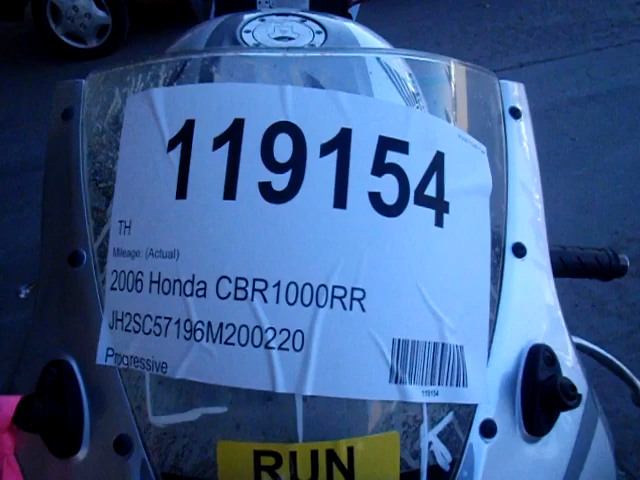 119154
TH
Mileage: (Actual)
2006 Honda CBR1000RR
JH2SC57196M200220
Progressive
119154
RUN